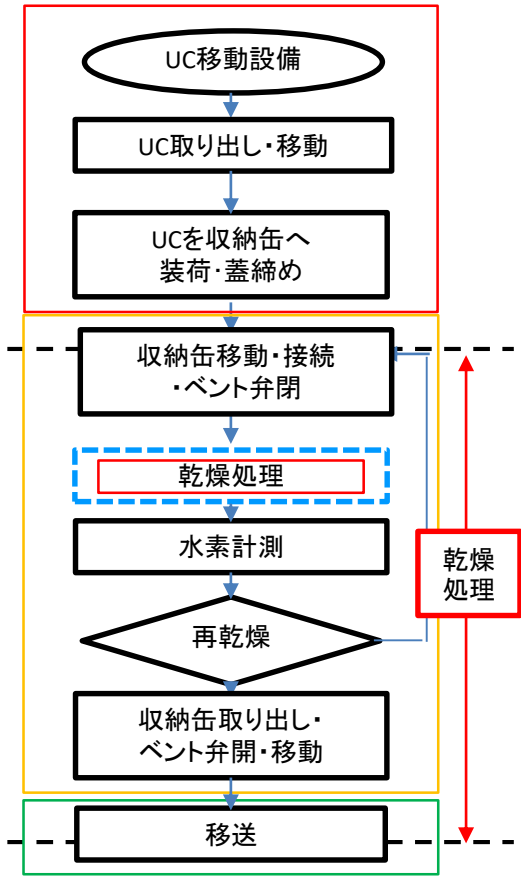 UC移動設備
UC取り出し・移動
UCを収納缶へ
装荷・蓋締め
収納缶移動・接続
・ベント弁閉
乾燥処理
水素計測
再乾燥
収納缶取り出し・
ベント弁開・移動
移送
乾燥
処理